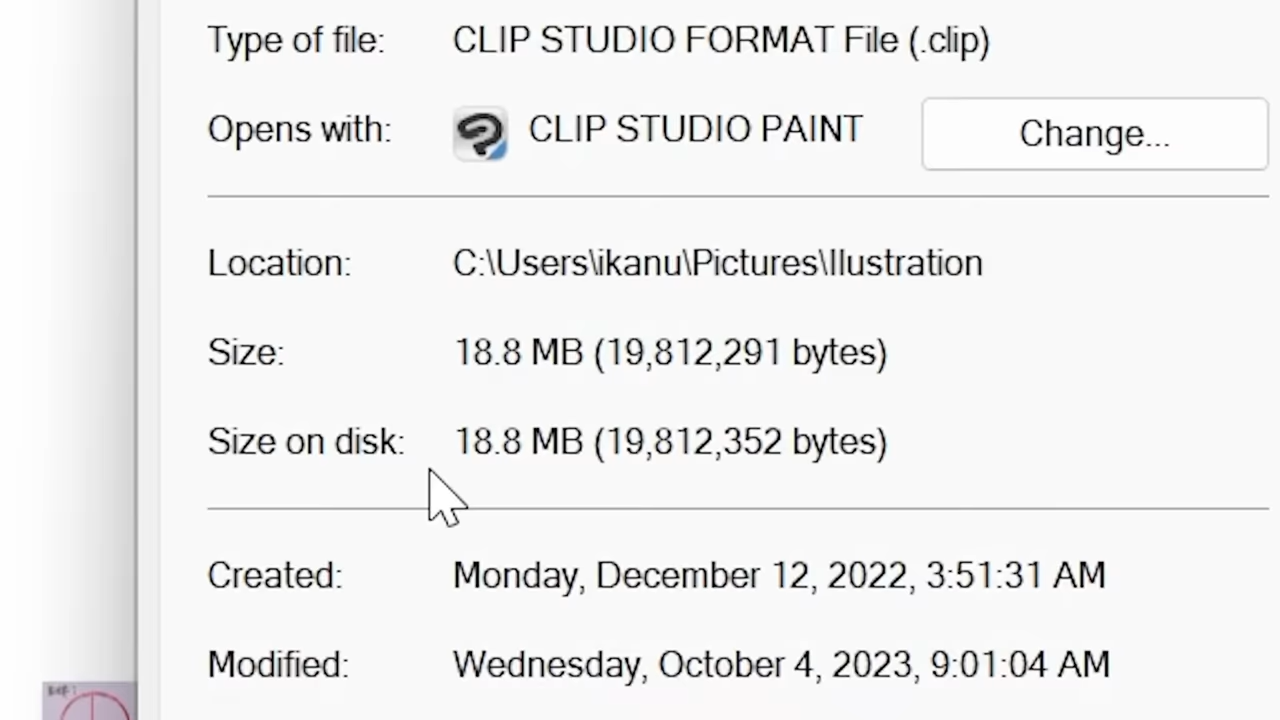 Type of file: CLIP STUDIO FORMAT File (.clip)
Opens with: CLIP STUDIO PAINT Change...
Location: C:\Users\ikanu\Pictures\Ilustration
Size: 18.8 MB (19,812,291 bytes)
Size on disk: 18.8 MB (19,812,352 bytes)
Created: Monday, December 12, 2022, 3:51:31 AM
Modified: Wednesday, October 4, 2023, 9:01:04 AM